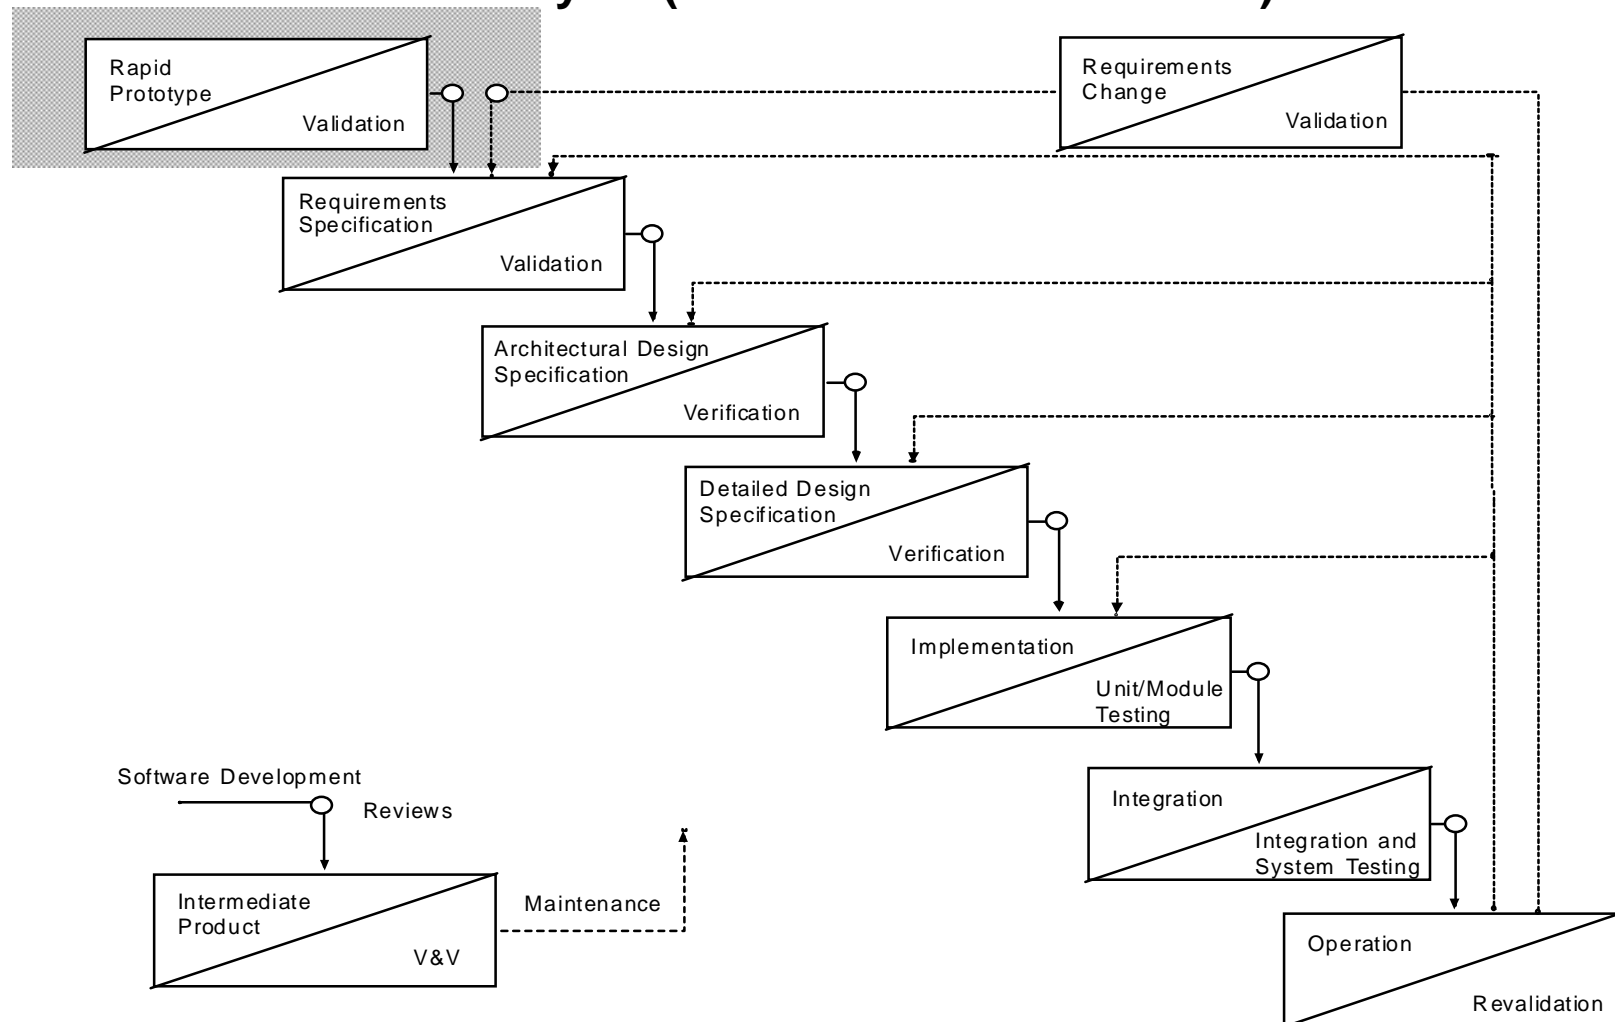 Rapid
Prototype
Validation
Requirements
Change
Validation
Requirements
Specification
Validation
Architectural Design
Specification
Verification
Detailed Design
Specification
Verification
Implementation
Unit/Module
Testing
Software Development
Reviews
Integration
Integration and
System Testing
Intermediate
Product
V&V
Maintenance
Operation
Revalidation